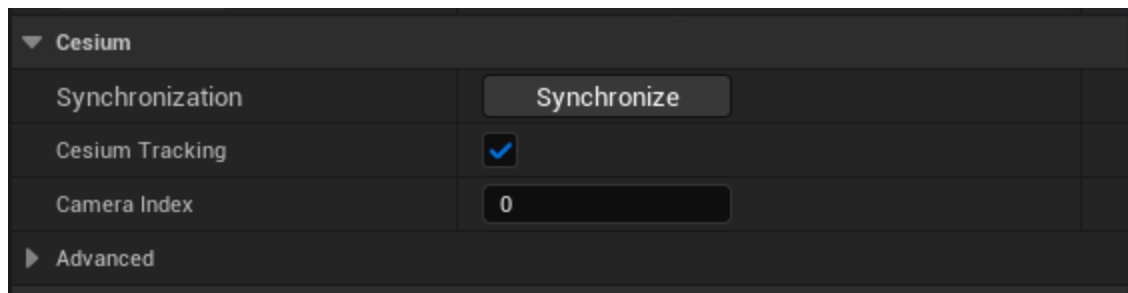 Cesium
Synchronization Synchronize
Cesium Tracking
Camera Index 0
Advanced